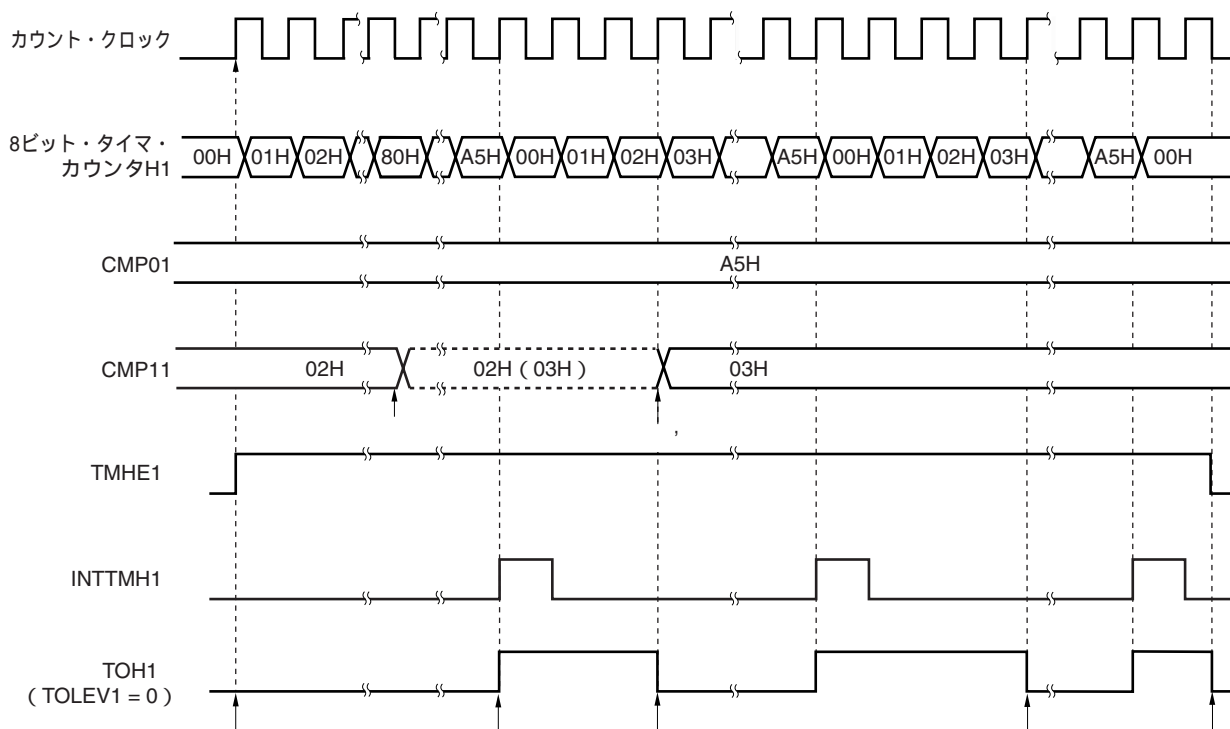 カウント・クロック
8ビット・タイマ・
カウンタH1
00H 01H 02H 80H A5H 00H 01H 02H 03H A5H 00H 01H 02H 03H A5H 00H
CMP01
A5H
CMP11
02H
02H ( 03H )
03H
,
TMHE1
INTTMH1
TOH1
( TOLEV1 = 0 )